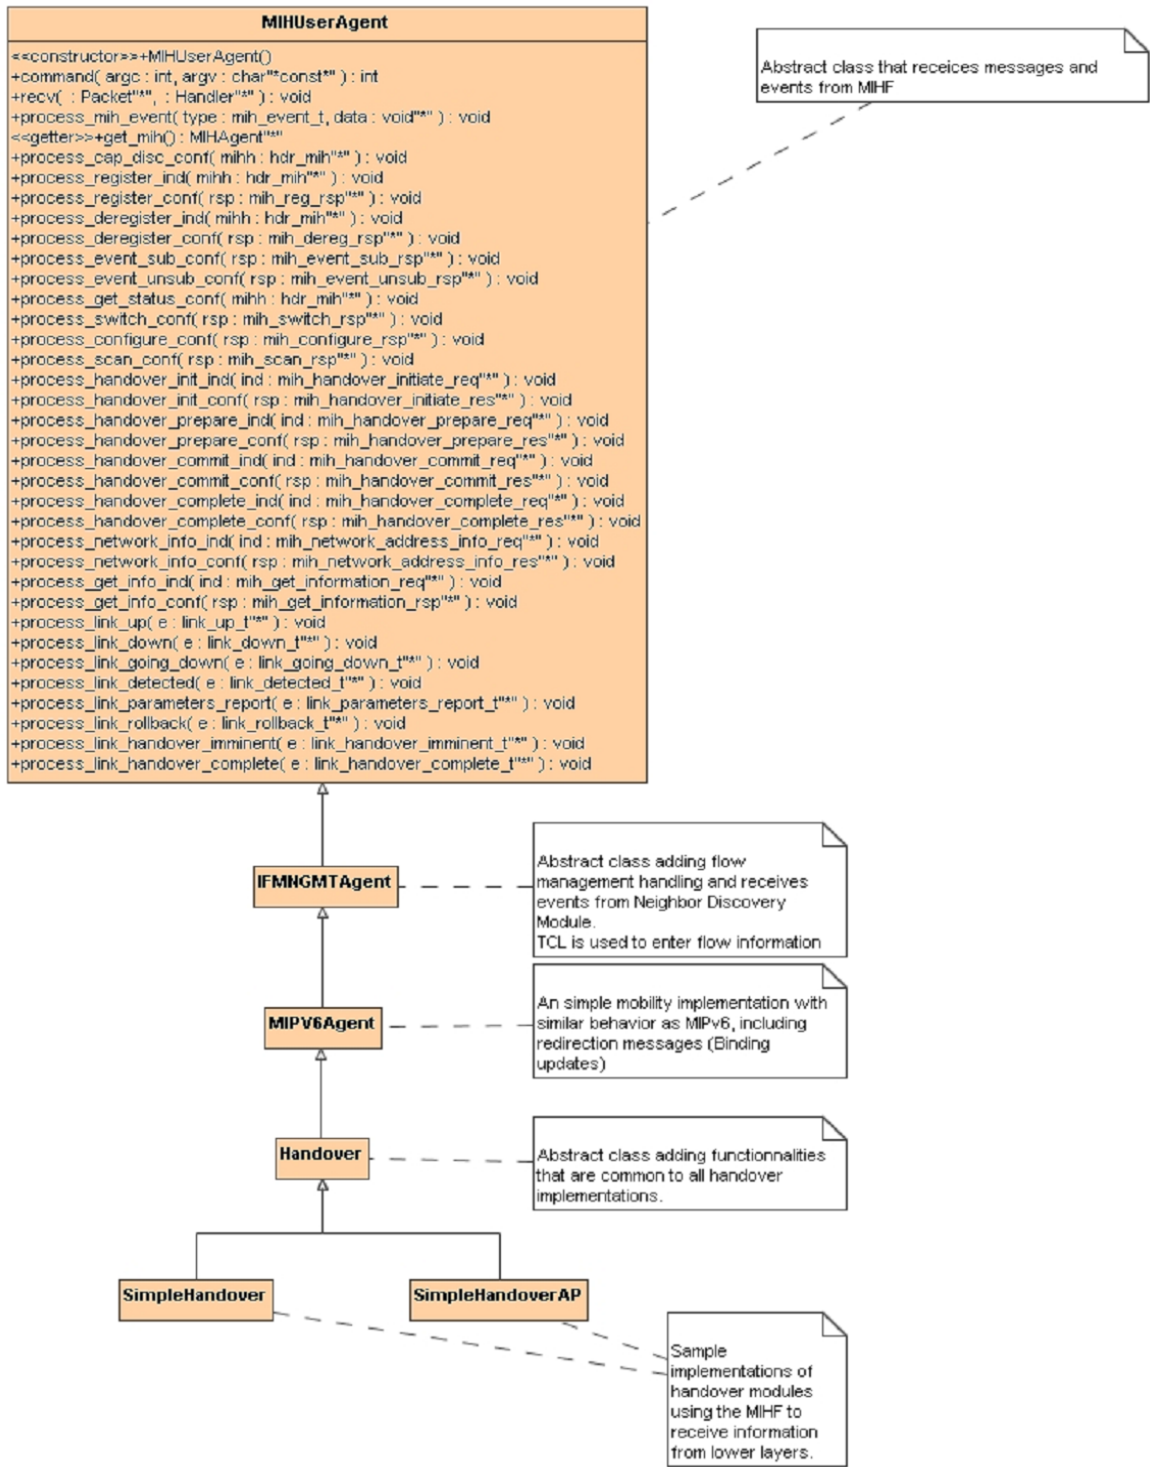 MIHUserAgent
<<constructor>>+MIHUserAgent()
+command( argc : int, argv : char"*const*" ) : int
+recv( : Packet"*", : Handler"*" ) : void
+process_mih_event( type : mih_event_t, data : void"*" ) : void
<<getter>>+get_mih() : MIHAgent"*"
+process_cap_disc_conf( mihh : hdr_mih"*" ) : void
+process_register_ind( mihh : hdr_mih"*" ) : void
+process_register_conf( rsp : mih_reg_rsp"*" ) : void
+process_deregister_ind( mihh : hdr_mih"*" ) : void
+process_deregister_conf( rsp : mih_dereg_rsp"*" ) : void
+process_event_sub_conf( rsp : mih_event_sub_rsp"*" ) : void
+process_event_unsub_conf( rsp : mih_event_unsub_rsp"*" ) : void
+process_get_status_conf( mihh : hdr_mih"*" ) : void
+process_switch_conf( rsp : mih_switch_rsp"*" ) : void
+process_configure_conf( rsp : mih_configure_rsp"*" ) : void
+process_scan_conf( rsp : mih_scan_rsp"*" ) : void
+process_handover_init_ind( ind : mih_handover_initiate_req"*" ) : void
+process_handover_init_conf( rsp : mih_handover_initiate_res"*" ) : void
+process_handover_prepare_ind( ind : mih_handover_prepare_req"*" ) : void
+process_handover_prepare_conf( rsp : mih_handover_prepare_res"*" ) : void
+process_handover_commit_ind( ind : mih_handover_commit_req"*" ) : void
+process_handover_commit_conf( rsp : mih_handover_commit_res"*" ) : void
+process_handover_complete_ind( ind : mih_handover_complete_req"*" ) : void
+process_handover_complete_conf( rsp : mih_handover_complete_res"*" ) : void
+process_network_info_ind( ind : mih_network_address_info_req"*" ) : void
+process_network_info_conf( rsp : mih_network_address_info_res"*" ) : void
+process_get_info_ind( ind : mih_get_information_req"*" ) : void
+process_get_info_conf( rsp : mih_get_information_rsp"*" ) : void
+process_link_up( e : link_up_t"*" ) : void
+process_link_down( e : link_down_t"*" ) : void
+process_link_going_down( e : link_going_down_t"*" ) : void
+process_link_detected( e : link_detected_t"*" ) : void
+process_link_parameters_report( e : link_parameters_report_t"*" ) : void
+process_link_rollback( e : link_rollback_t"*" ) : void
+process_link_handover_imminent( e : link_handover_imminent_t"*" ) : void
+process_link_handover_complete( e : link_handover_complete_t"*" ) : void
Abstract class that receices messages and
events from MIHF
IFMNGMTAgent
Abstract class adding flow
management handling and receives
events from Neighbor Discovery
Module.
TCL is used to enter flow information
MIPV6Agent
An simple mobility implementation with
similar behavior as MIPv6, including
redirection messages (Binding
updates)
Handover
Abstract class adding functionnalities
that are common to all handover
implementations.
SimpleHandover
SimpleHandoverAP
Sample
implementations of
handover modules
using the MIHF to
receive information
from lower layers.